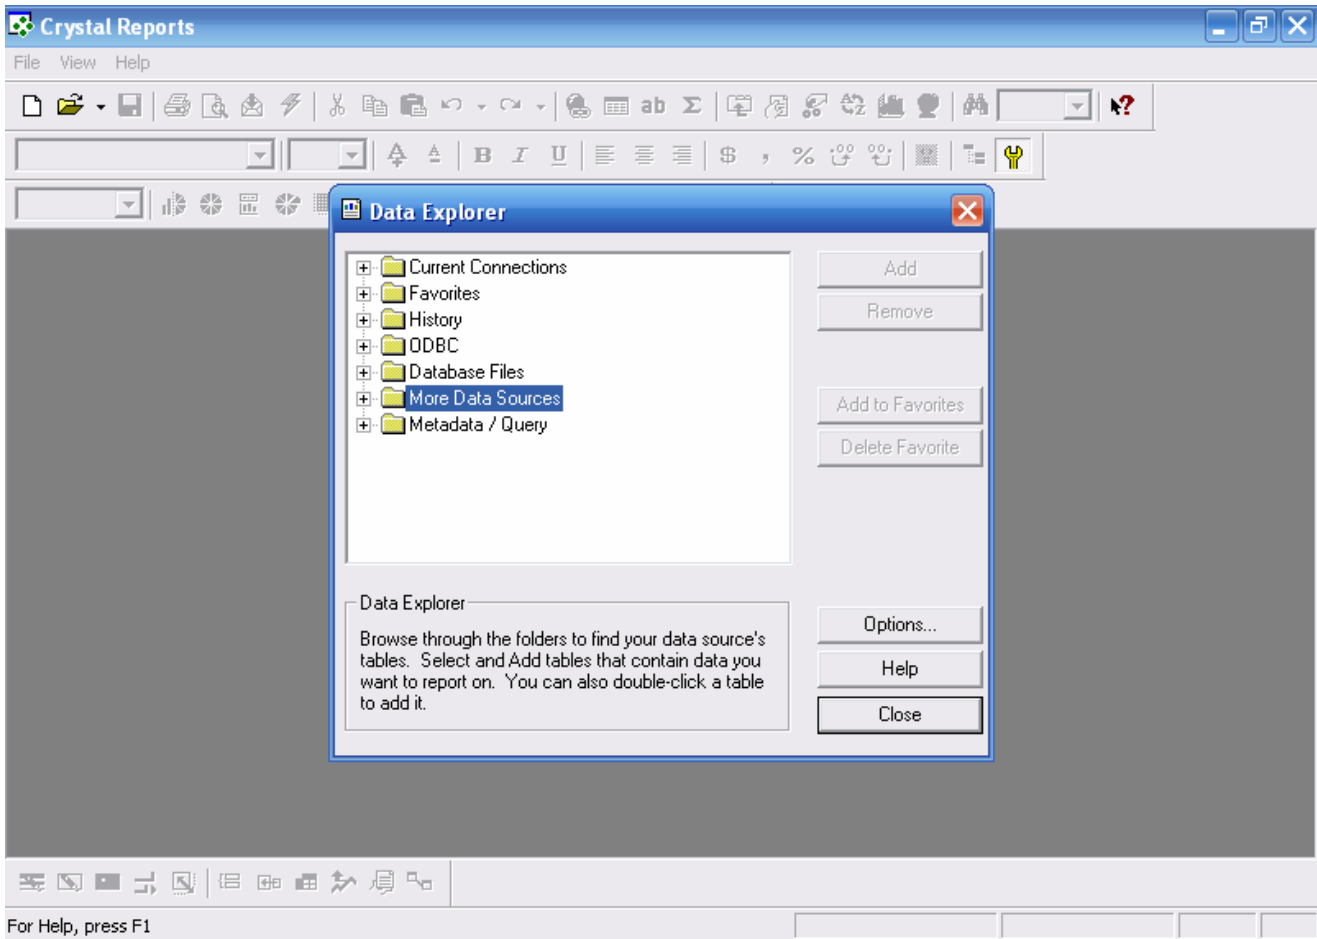 Crystal Reports
File View Help
ab Σ
B I U $ , %
Data Explorer
Current Connections
Favorites
History
ODBC
Database Files
More Data Sources
Metadata / Query
Add
Remove
Add to Favorites
Delete Favorite
Data Explorer
Browse through the folders to find your data source's
tables. Select and Add tables that contain data you
want to report on. You can also double-click a table
to add it.
Options...
Help
Close
For Help, press F1